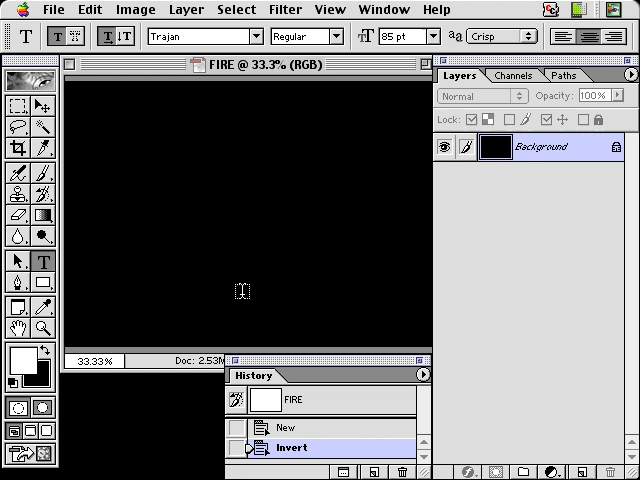 File Edit Image Layer Select Filter View Window Help
T T T T T Trajan Regular T T 85 pt aa Crisp
FIRE @ 33.3% (RGB)
Layers Channels Paths
Normal Opacity: 100%
Lock:
Background
T
33.33% Doc: 2.53M
History
FIRE
New
Invert